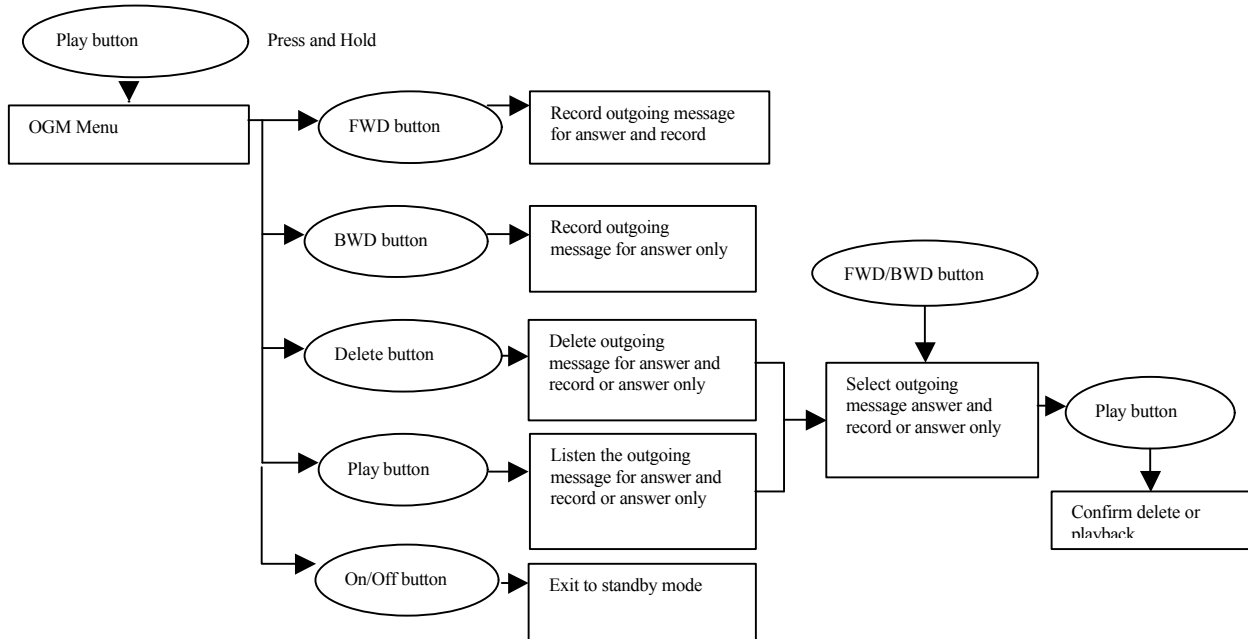 Play button
Press and Hold
OGM Menu
FWD button
Record outgoing message
for answer and record
BWD button
Record outgoing
message for answer only
FWD/BWD button
Delete button
Delete outgoing
message for answer and
record or answer only
Select outgoing
message answer and
record or answer only
Play button
Play button
Listen the outgoing
message for answer and
record or answer only
Confirm delete or
playback
On/Off button
Exit to standby mode